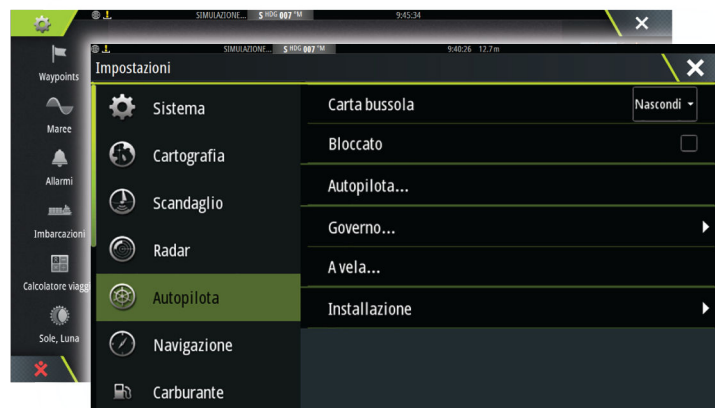 SIMULAZIONE... S HDG 007 °M 9:45:34
Waypoints
Maree
Allarmi
Imbarcazioni
Calcolatore viagg
Sole, Luna
SIMULAZIONE... S HDG 007 °M 9:40:26 12.7 m
Impostazioni
Sistema
Cartografia
Scandaglio
Radar
Autopilota
Navigazione
Carburante
Carta bussola Nascondi
Bloccato
Autopilota...
Governo...
A vela...
Installazione